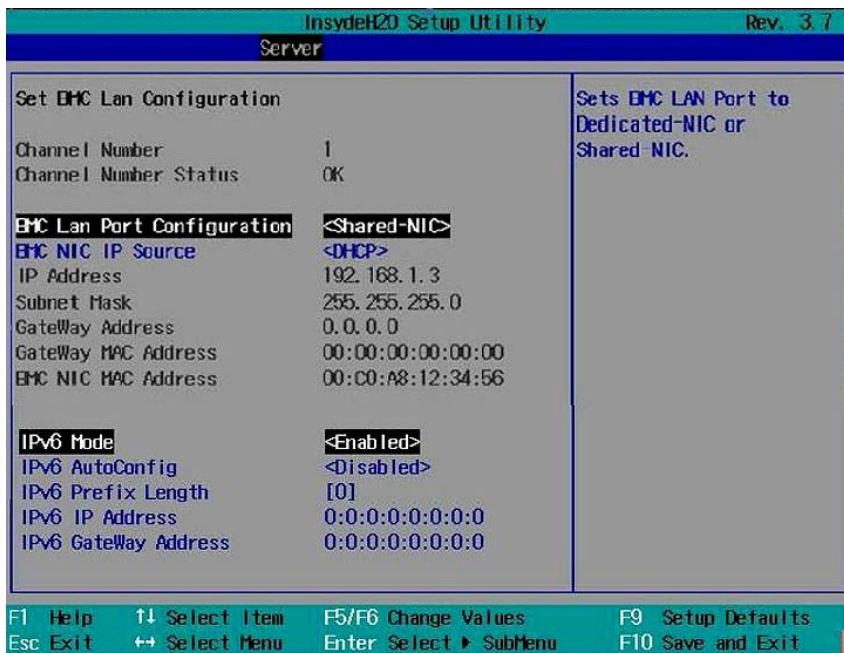 InsydeH2O Setup Utility Rev. 3.7
Server
Set BMC Lan Configuration
Channel Number 1
Channel Number Status OK
BMC Lan Port Configuration <Shared-NIC>
BMC NIC IP Source <DHCP>
IP Address 192.168.1.3
Subnet Mask 255.255.255.0
GateWay Address 0.0.0.0
GateWay MAC Address 00:00:00:00:00:00
BMC NIC MAC Address 00:C0:A8:12:34:56
IPv6 Mode <Enabled>
IPv6 AutoConfig <Disabled>
IPv6 Prefix Length [0]
IPv6 IP Address 0:0:0:0:0:0:0:0
IPv6 GateWay Address 0:0:0:0:0:0:0:0
Sets BMC LAN Port to
Dedicated-NIC or
Shared-NIC.
F1 Help ↑↓ Select Item F5/F6 Change Values F9 Setup Defaults
Esc Exit ↔ Select Menu Enter Select ▶ SubMenu F10 Save and Exit